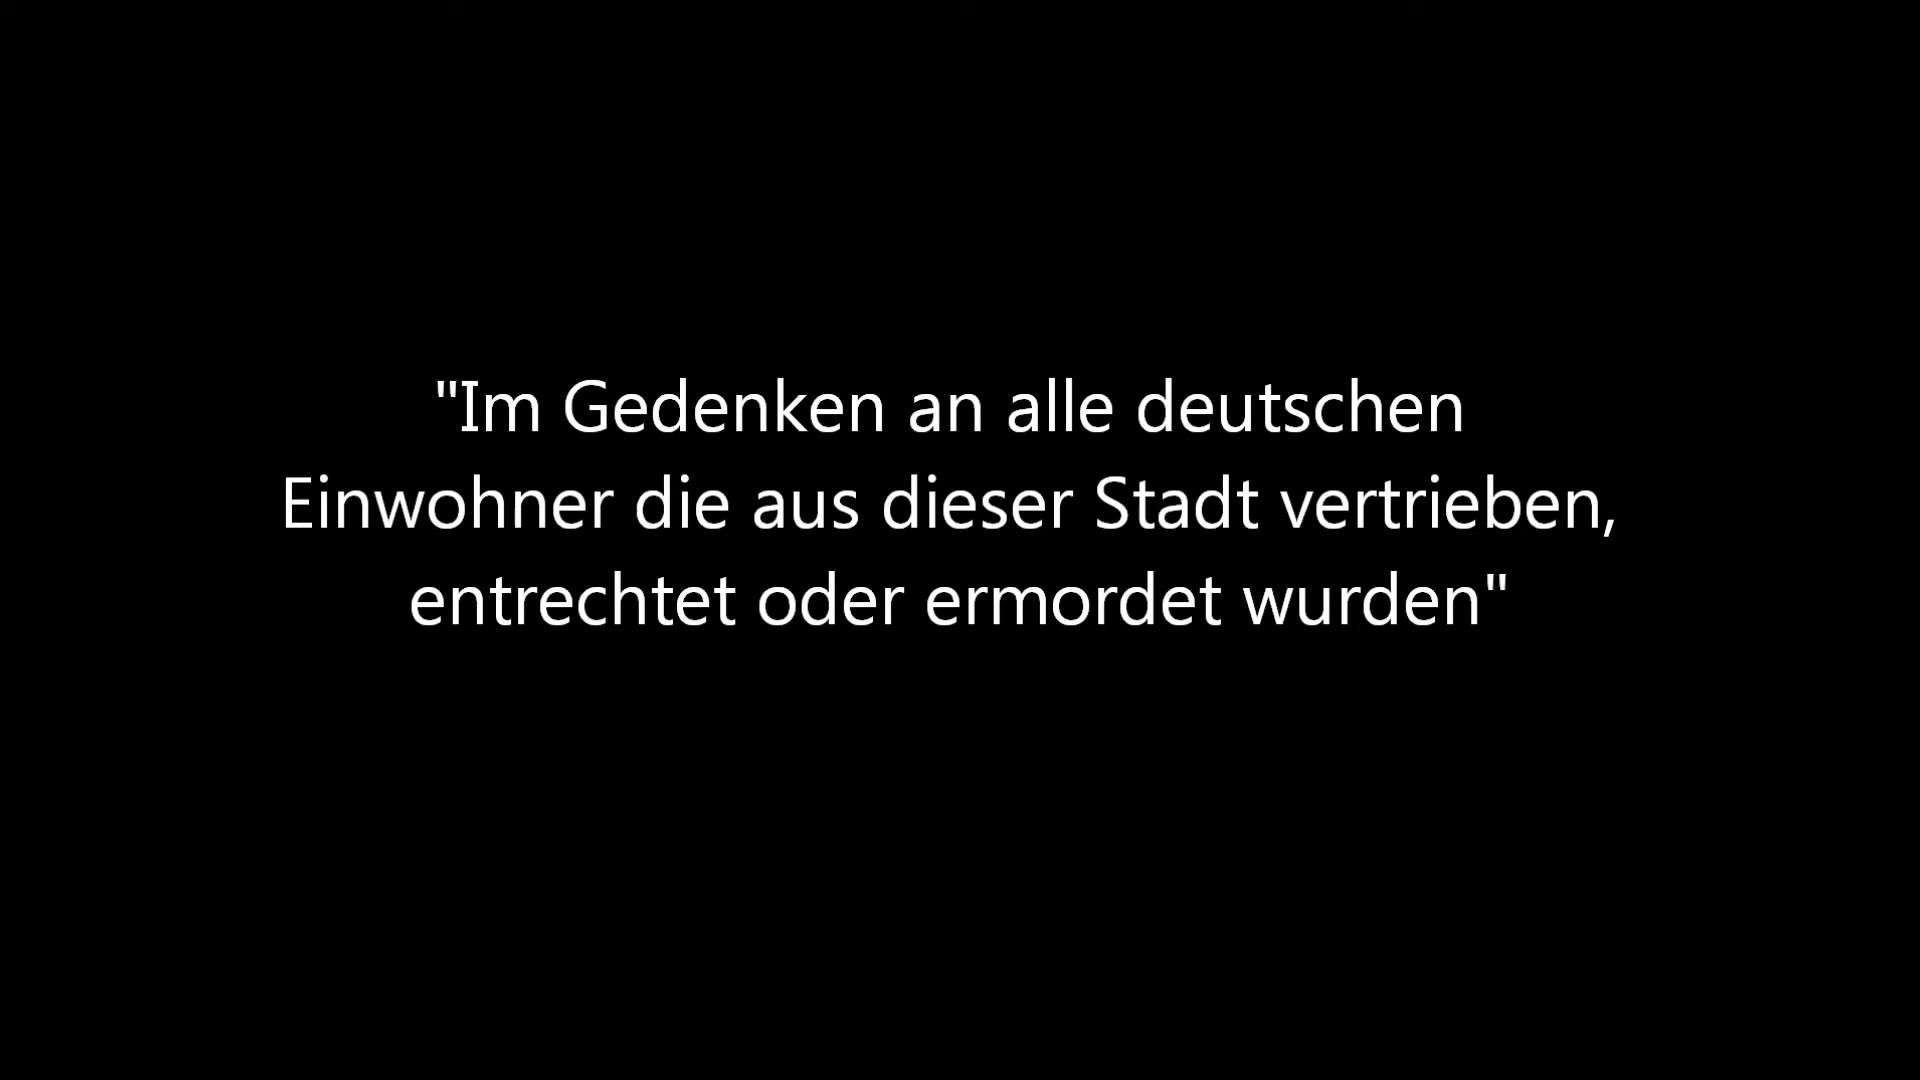 "Im Gedenken an alle deutschen
Einwohner die aus dieser Stadt vertrieben,
entrechtet oder ermordet wurden"